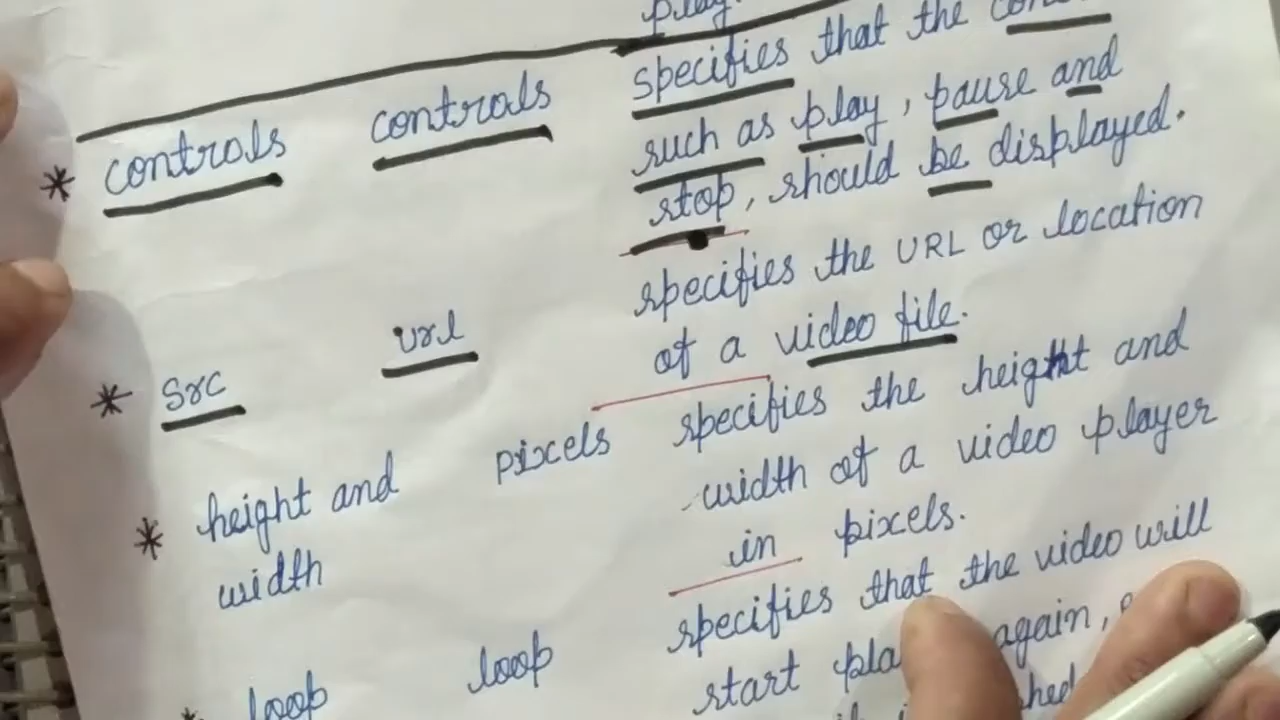 play.
specifies that the
* controls controls such as play, pause and
stop, should be displayed.
* src url specifies the URL or location
of a video file.
* height and pixels specifies the height and
width width of a video player
in pixels.
* loop loop specifies that the video will
start again,